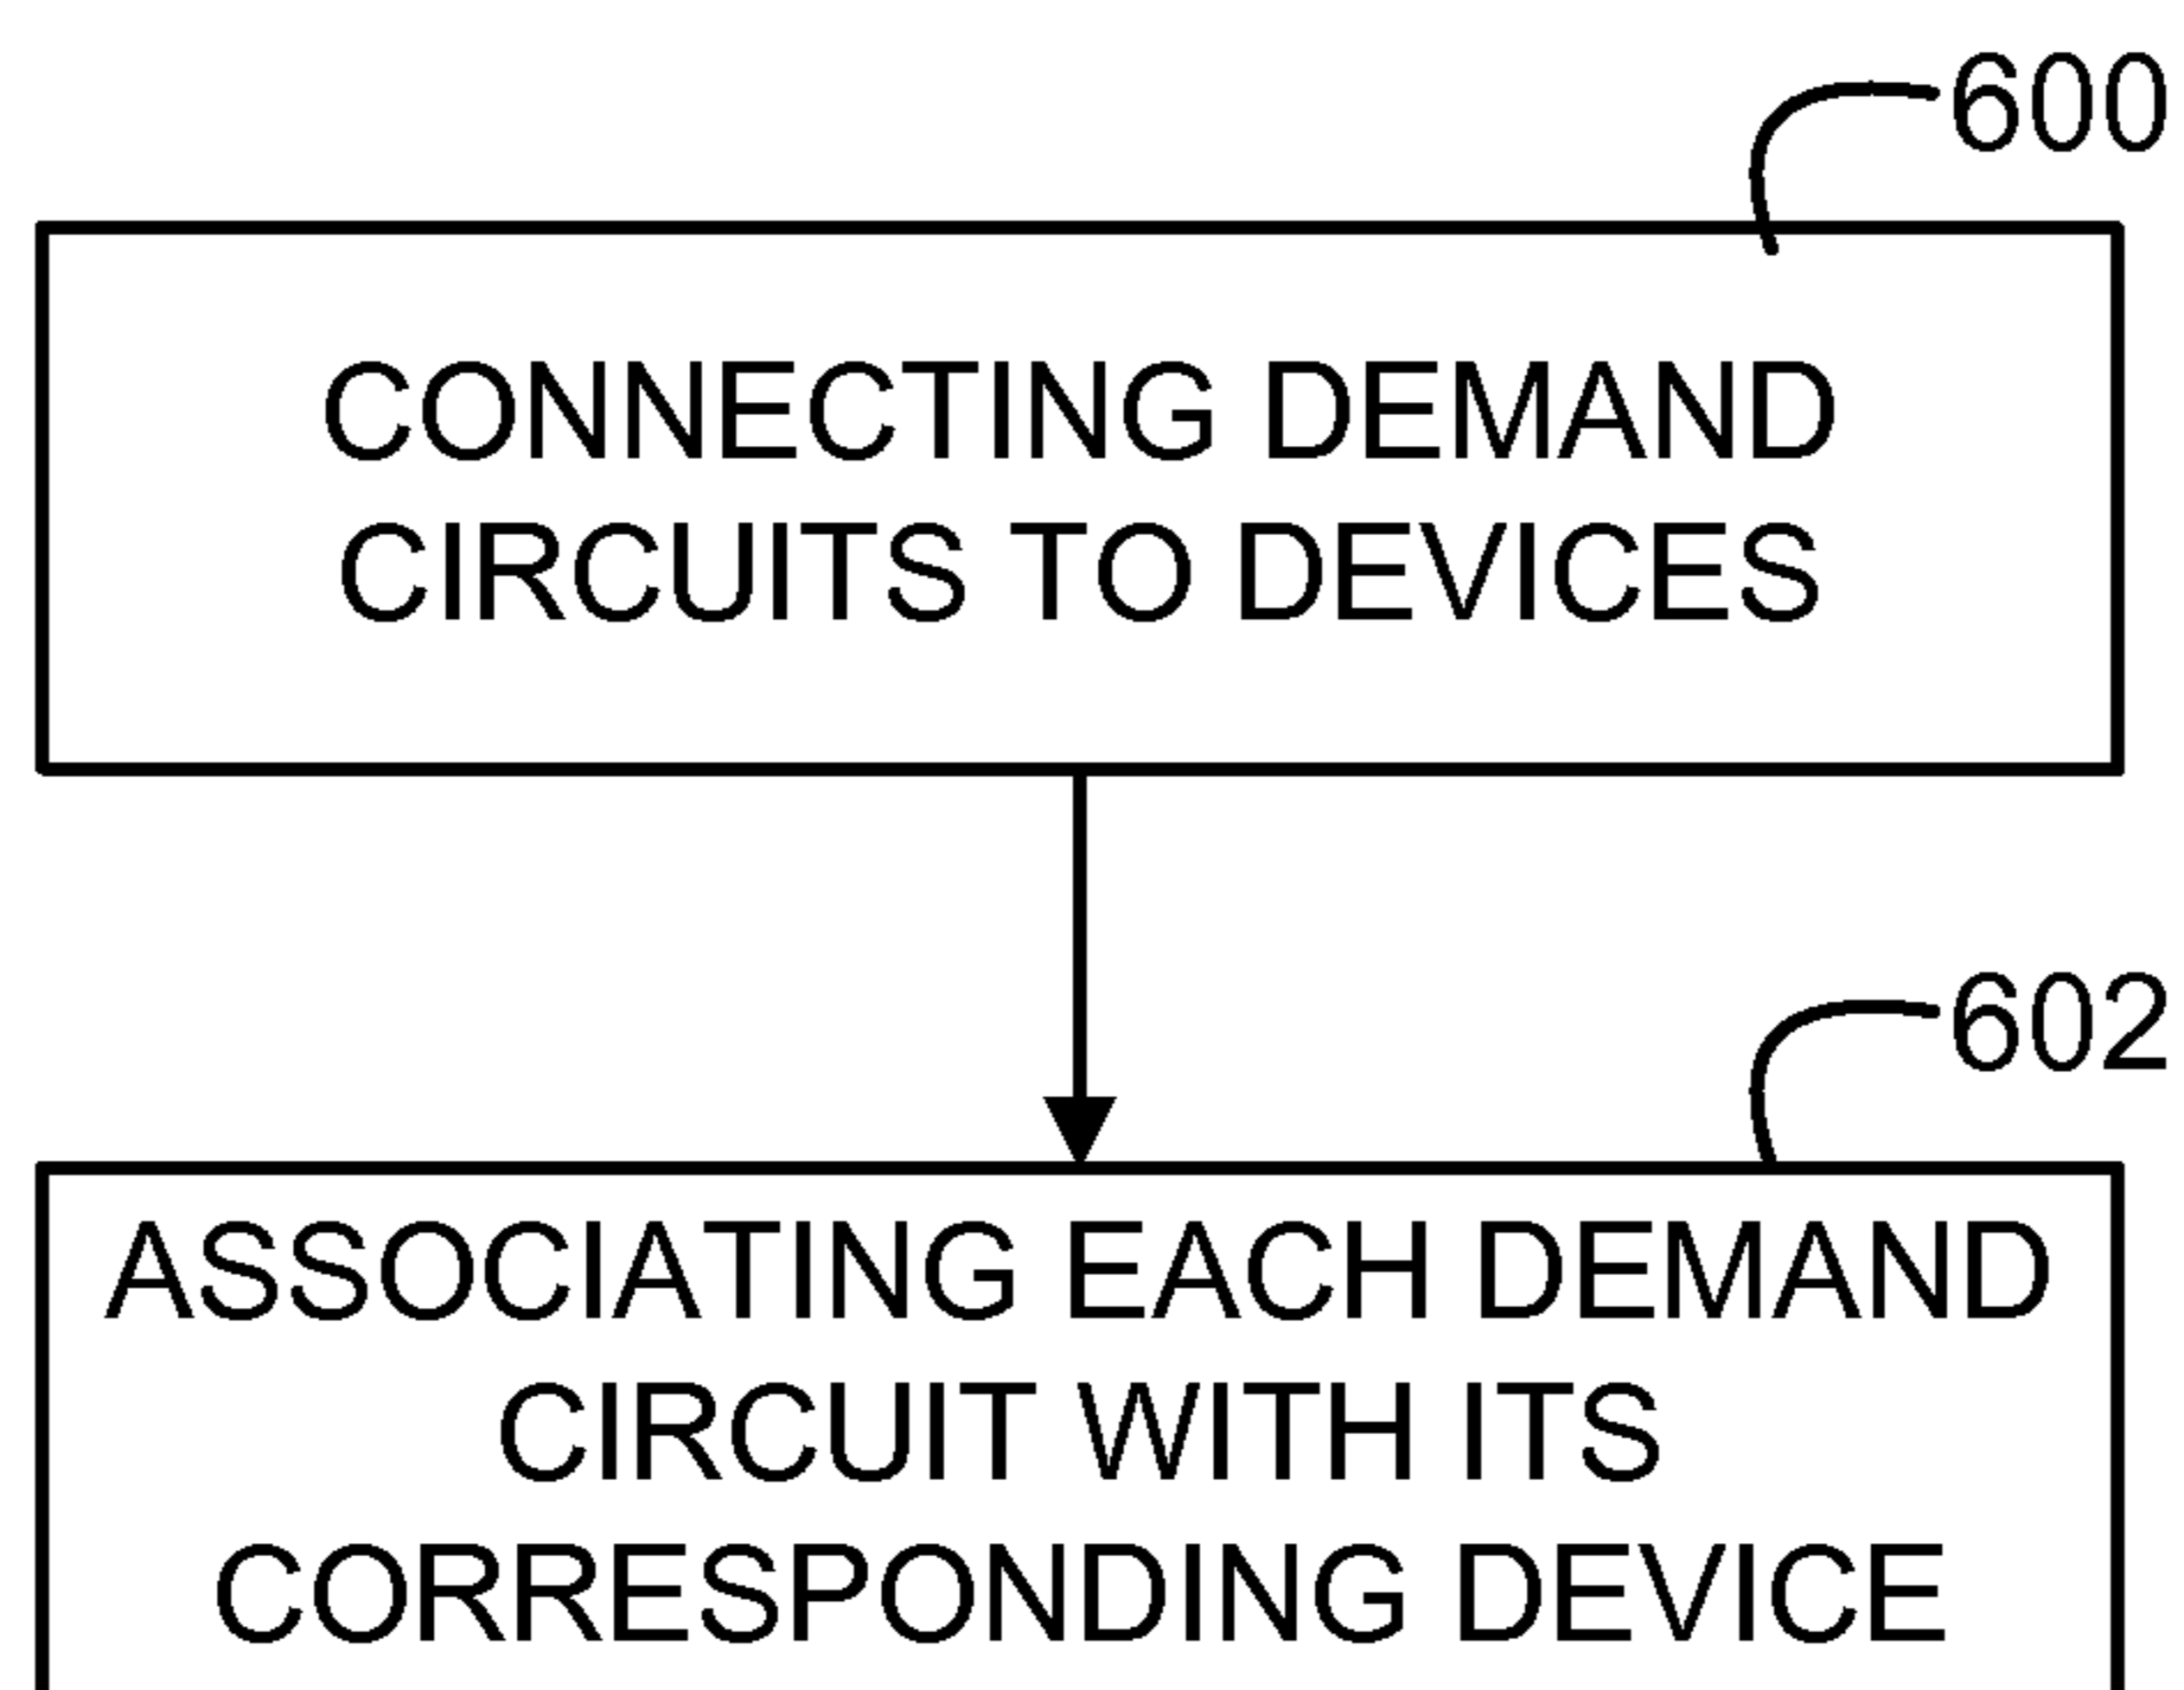 600
CONNECTING DEMAND
CIRCUITS TO DEVICES
602
ASSOCIATING EACH DEMAND
CIRCUIT WITH ITS
CORRESPONDING DEVICE